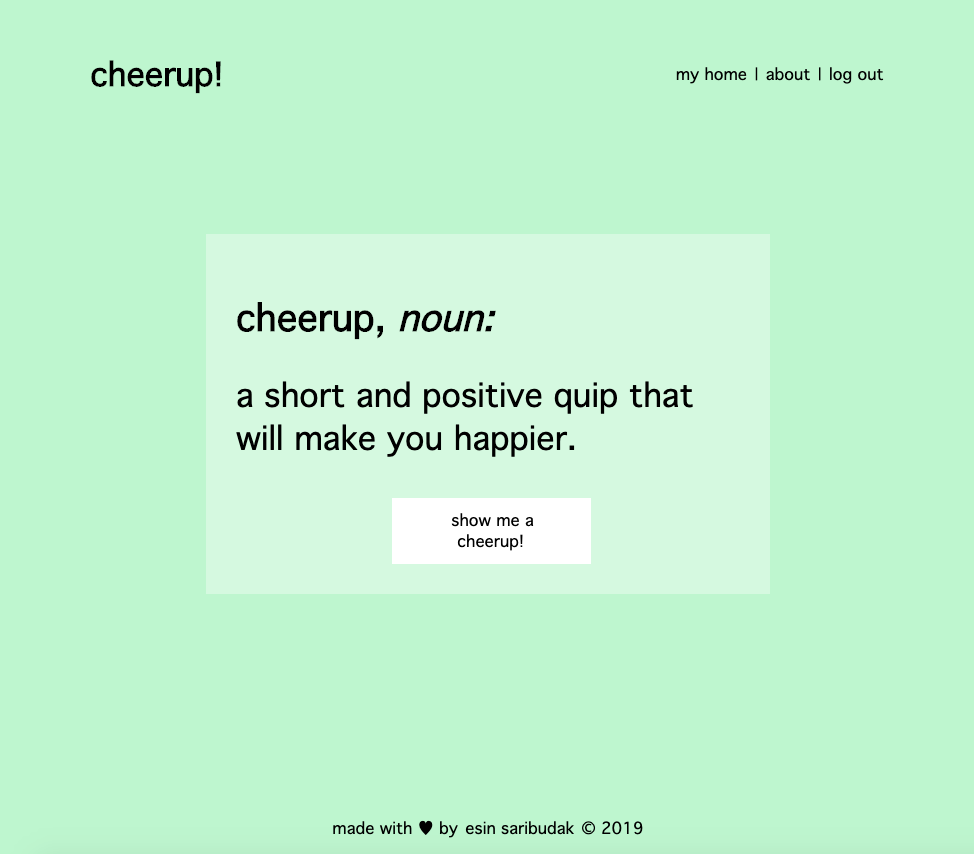 cheerup!
my home | about | log out
cheerup, noun:
a short and positive quip that
will make you happier.
show me a
cheerup!
made with ♥ by esin saribudak © 2019